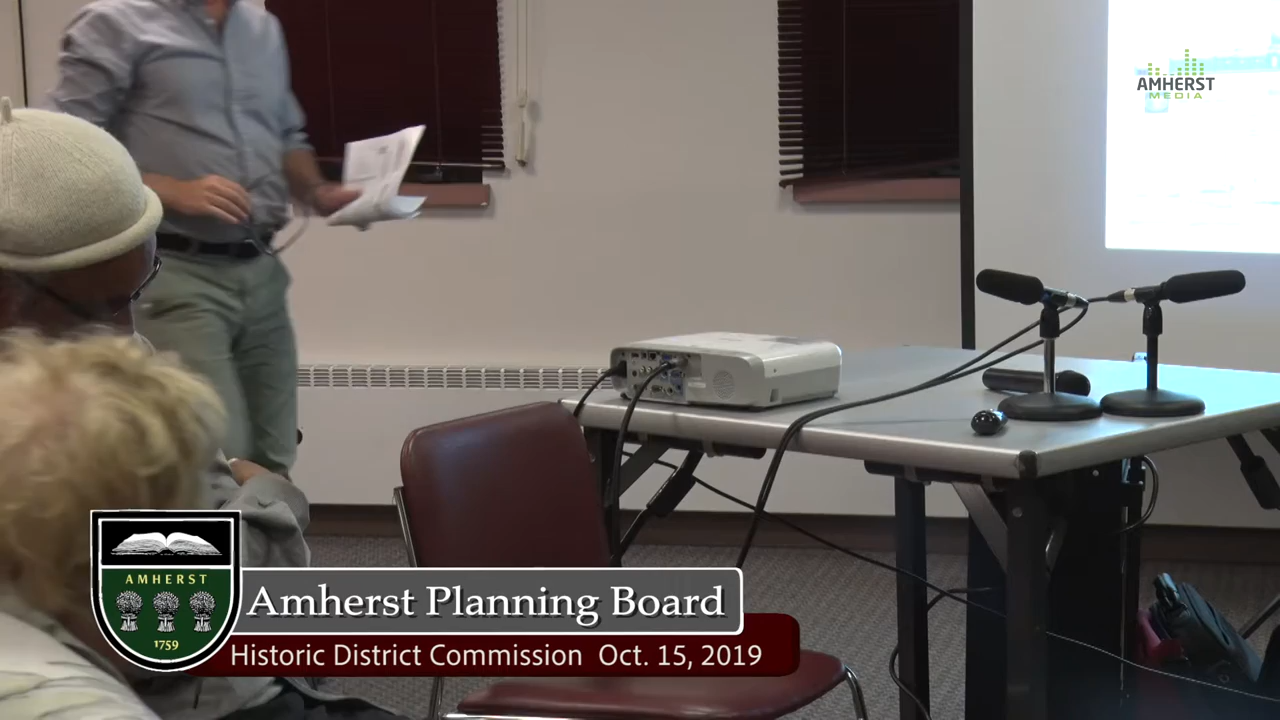 AMHERST
MEDIA
AMHERST
1759
Amherst Planning Board
Historic District Commission Oct. 15, 2019